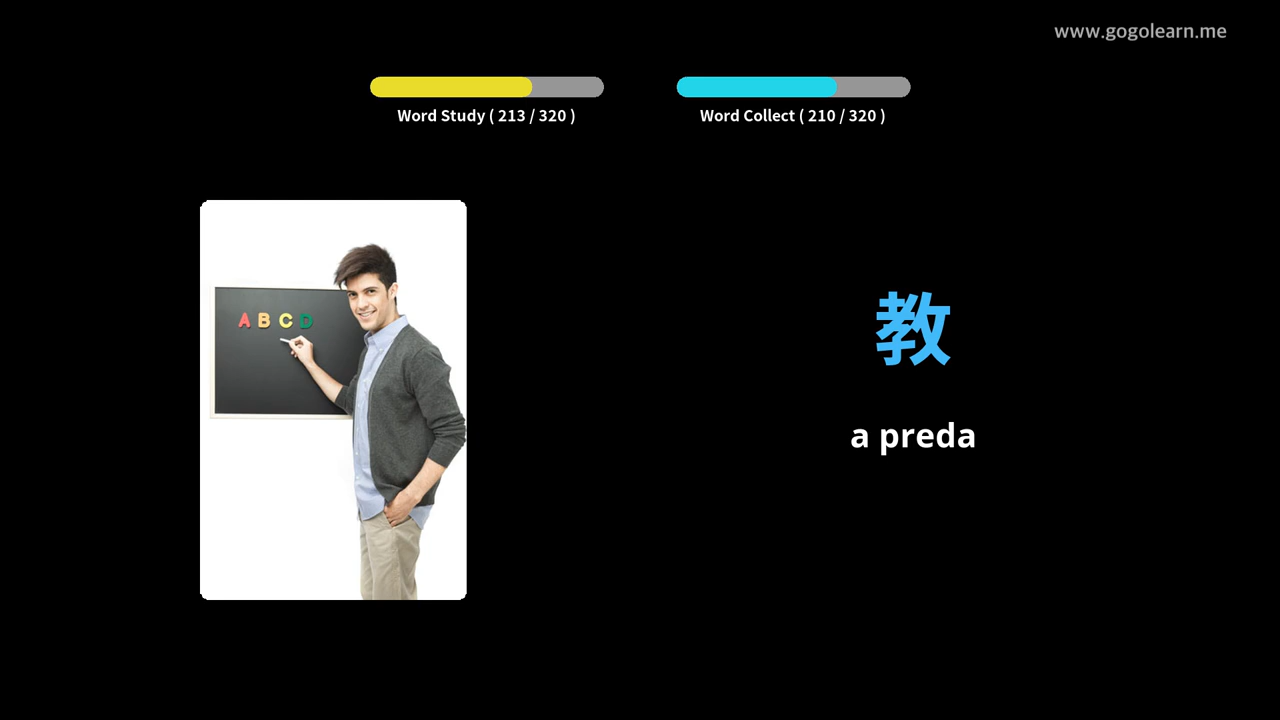 www.gogolearn.me
Word Study ( 213 / 320 )
Word Collect ( 210 / 320 )
A B C D
教
a preda